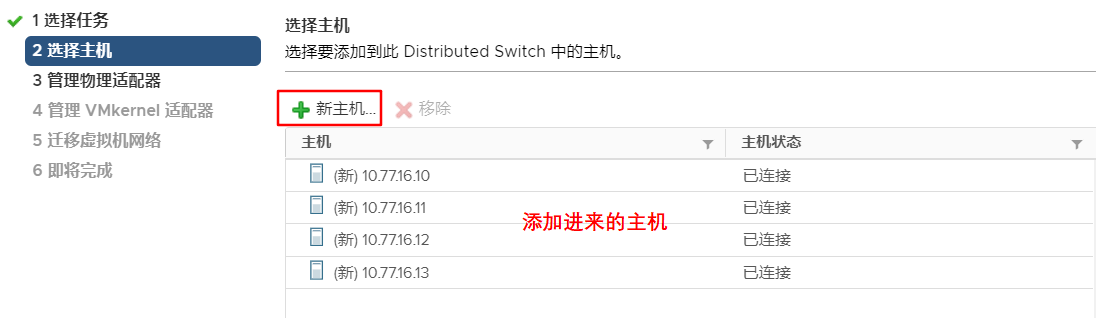 1 选择任务
2 选择主机
3 管理物理适配器
4 管理 VMkernel 适配器
5 迁移虚拟机网络
6 即将完成
选择主机
选择要添加到此 Distributed Switch 中的主机。
新主机... 移除
主机 主机状态
(新) 10.77.16.10 已连接
(新) 10.77.16.11 已连接
添加进来的主机
(新) 10.77.16.12 已连接
(新) 10.77.16.13 已连接